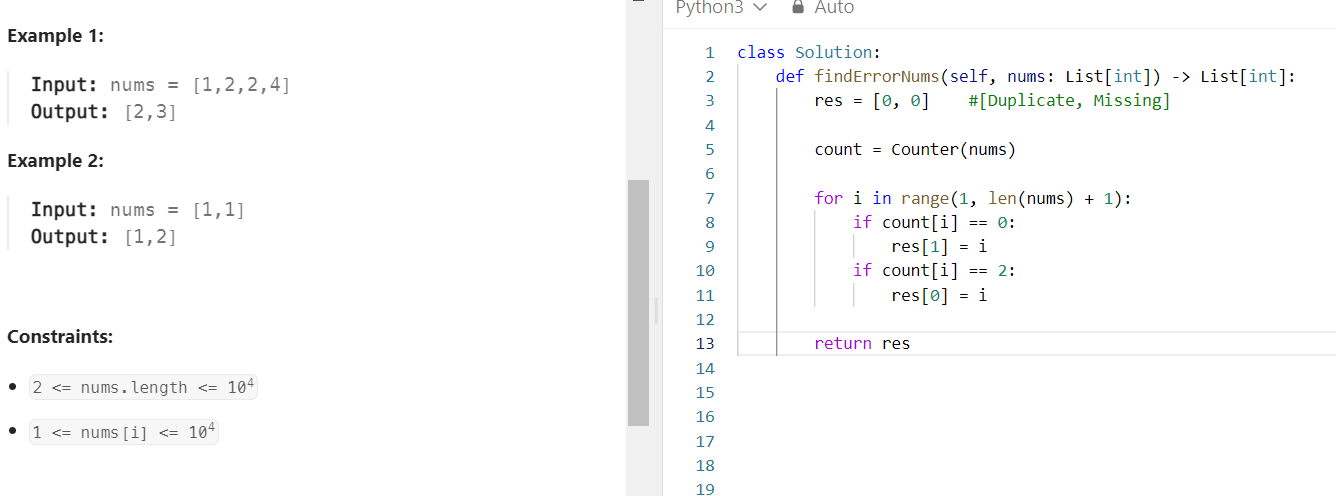 Example 1:
Input: nums = [1,2,2,4]
Output: [2,3]
Example 2:
Input: nums = [1,1]
Output: [1,2]
Constraints:
• 2 <= nums.length <= 10⁴
• 1 <= nums[i] <= 10⁴
Python3 Auto
1 class Solution:
2     def findErrorNums(self, nums: List[int]) -> List[int]:
3         res = [0, 0]    #[Duplicate, Missing]
4
5         count = Counter(nums)
6
7         for i in range(1, len(nums) + 1):
8             if count[i] == 0:
9                 res[1] = i
10             if count[i] == 2:
11                 res[0] = i
12
13         return res
14
15
16
17
18
19